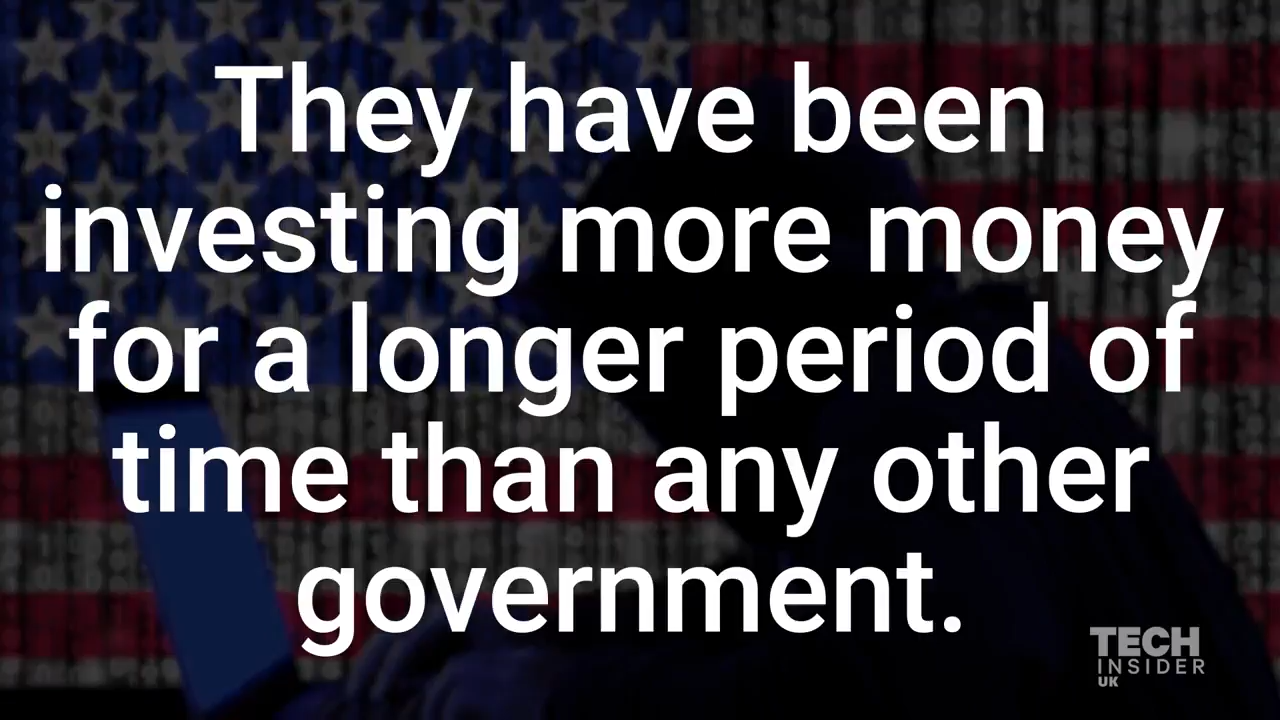 They have been
investing more money
for a longer period of
time than any other
government.
TECH
INSIDER
UK